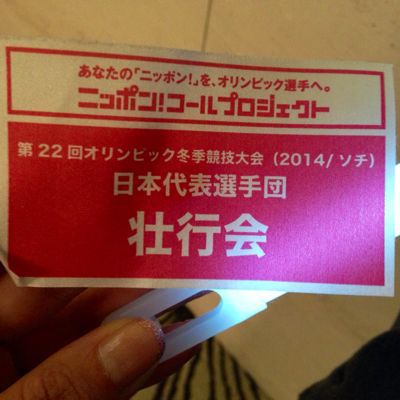 あなたの「ニッポン!」を、オリンピック選手へ。
ニッポン!コールプロジェクト
第22回オリンピック冬季競技大会(2014/ソチ)
日本代表選手団
壮行会